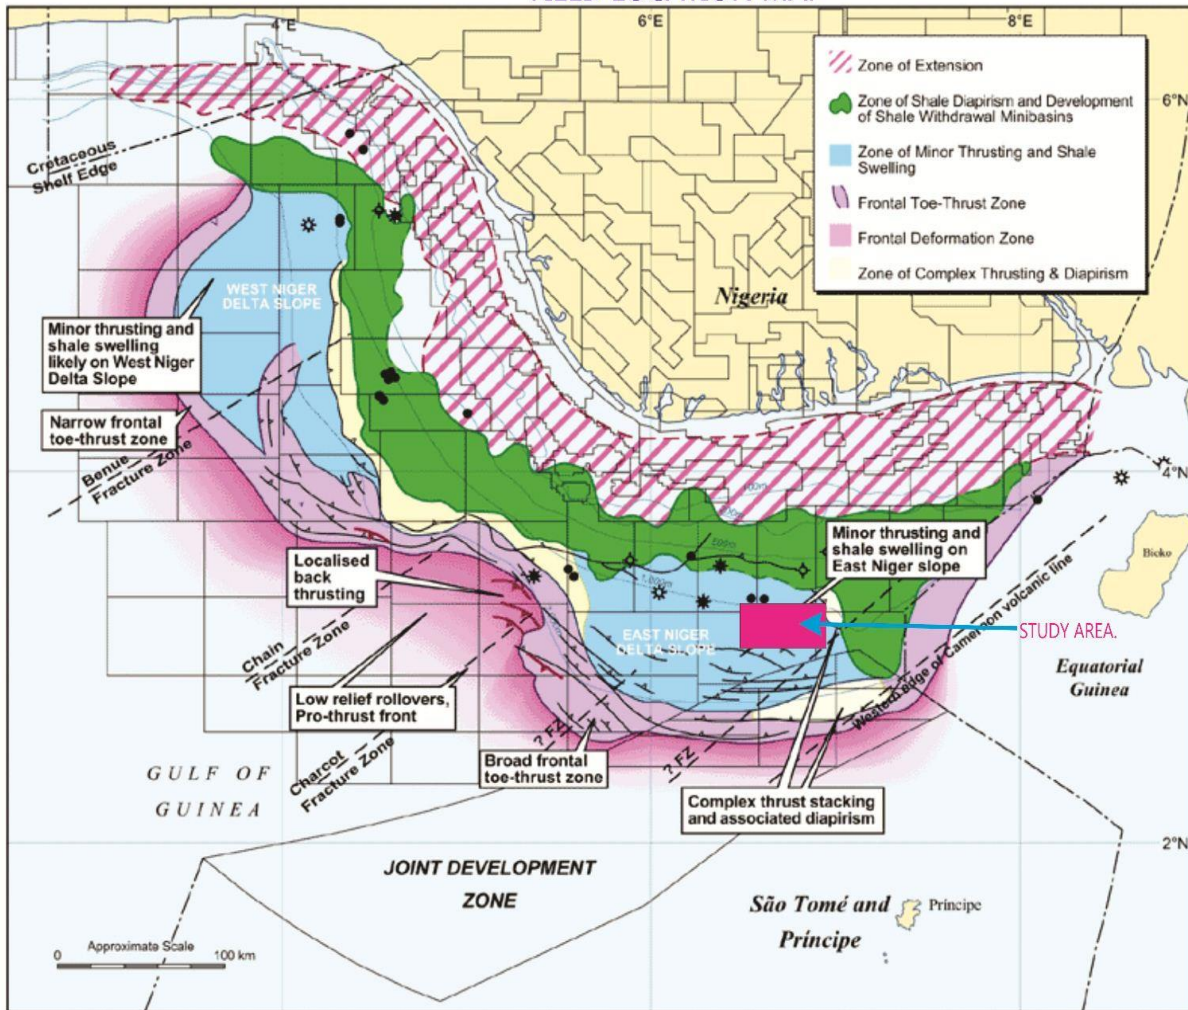 4°E
6°E
8°E
Zone of Extension
Zone of Shale Diapirism and Development
of Shale Withdrawal Minibasins
Zone of Minor Thrusting and Shale
Swelling
Frontal Toe-Thrust Zone
Frontal Deformation Zone
Zone of Complex Thrusting & Diapirism
6°N
Cretaceous
Shelf Edge
WEST NIGER
DELTA SLOPE
Nigeria
Minor thrusting and
shale swelling
likely on West Niger
Delta Slope
Narrow frontal
toe-thrust zone
Benue
Fracture Zone
4°N
100m
1,000m
Minor thrusting and
shale swelling on
East Niger slope
Bioko
Localised
back
thrusting
EAST NIGER
DELTA SLOPE
STUDY AREA.
Western edge of Cameroon volcanic line
Equatorial
Guinea
Chain
Fracture Zone
Low relief rollovers,
Pro-thrust front
Charcot
Fracture Zone
? FZ
Broad frontal
toe-thrust zone
? FZ
Complex thrust stacking
and associated diapirism
GULF OF
GUINEA
2°N
JOINT DEVELOPMENT
ZONE
São Tomé and
Príncipe
Príncipe
Approximate Scale
0
100 km